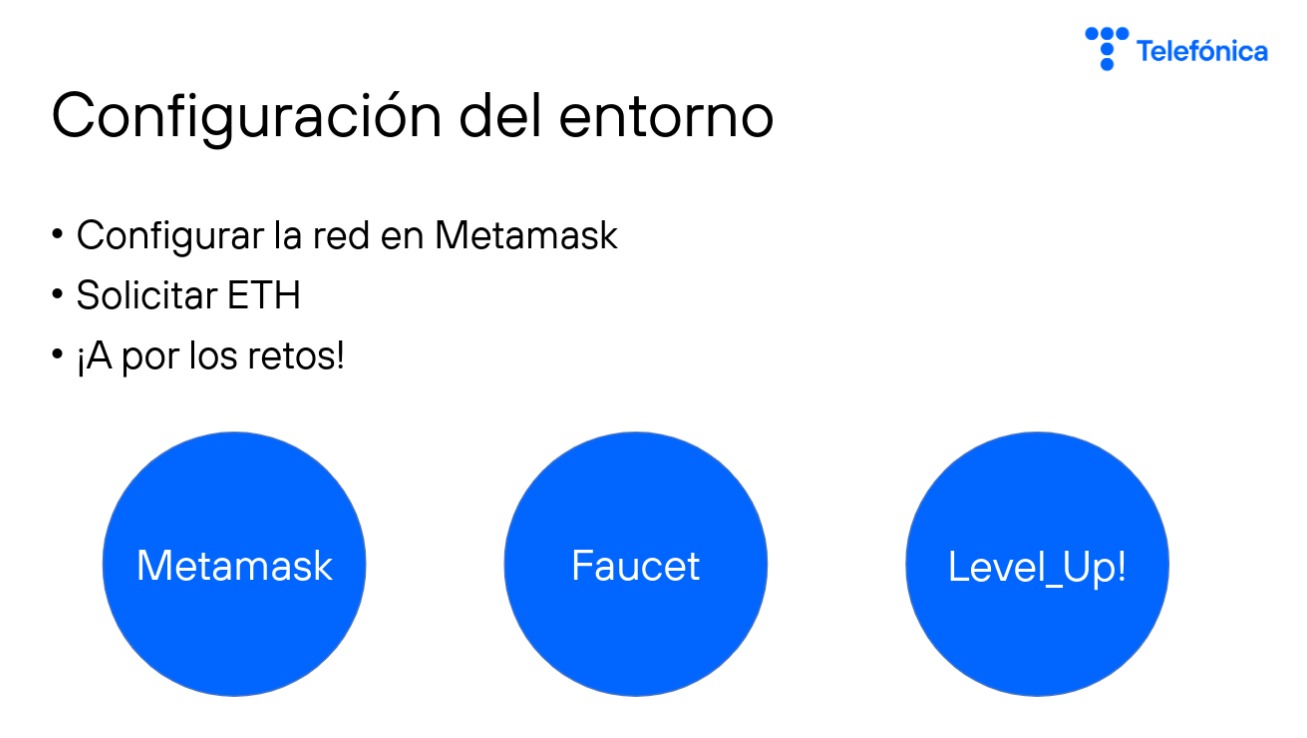 Telefónica
Configuración del entorno
• Configurar la red en Metamask
• Solicitar ETH
• ¡A por los retos!
Metamask
Faucet
Level_Up!